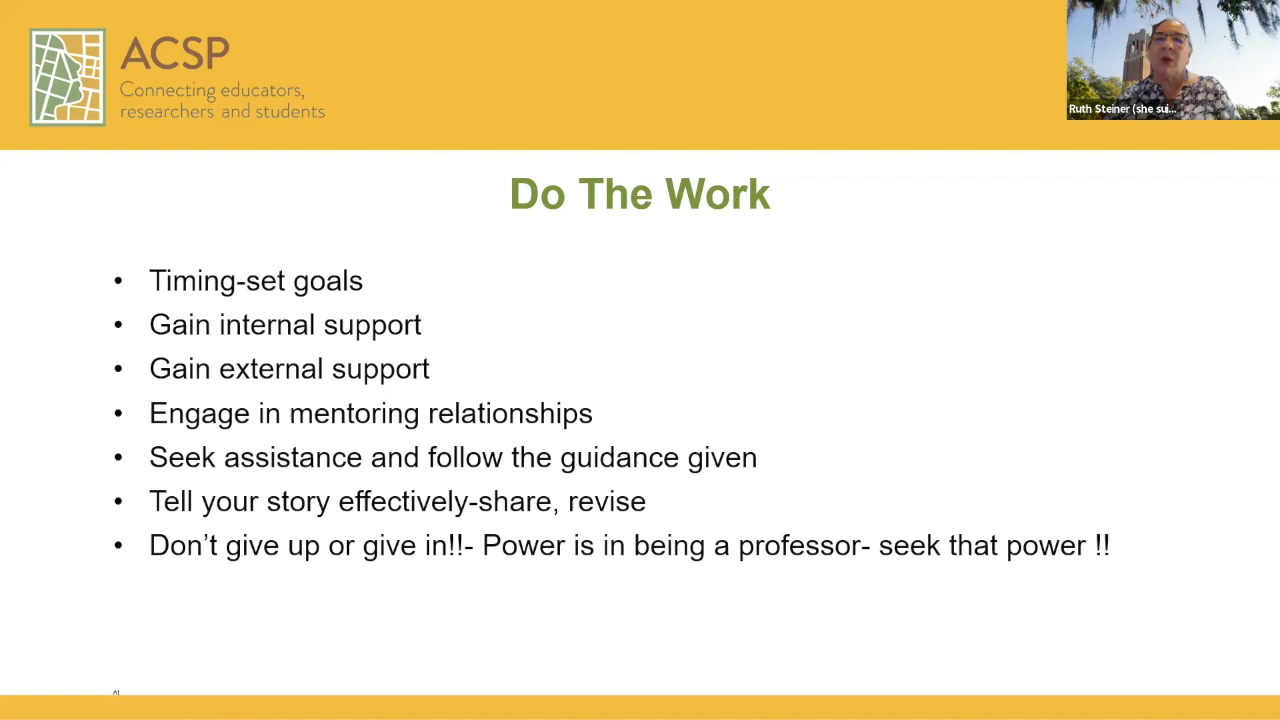 ACSP
Connecting educators,
researchers and students
Ruth Steiner (she sui...
Do The Work
• Timing-set goals
• Gain internal support
• Gain external support
• Engage in mentoring relationships
• Seek assistance and follow the guidance given
• Tell your story effectively-share, revise
• Don’t give up or give in!!- Power is in being a professor- seek that power !!